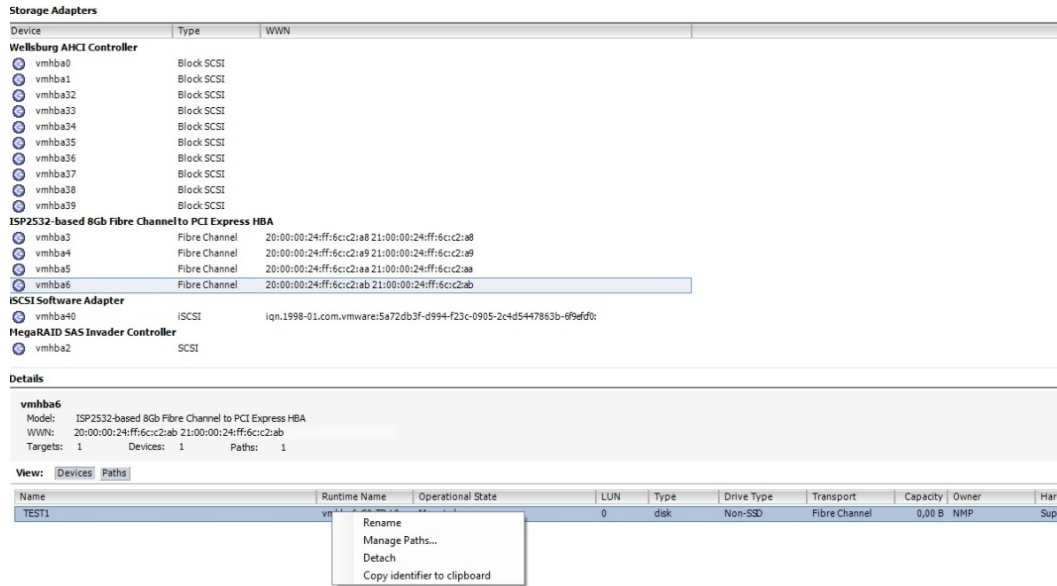 Storage Adapters
Device Type WWN
Wellsburg AHCI Controller
vmhba0 Block SCSI
vmhba1 Block SCSI
vmhba32 Block SCSI
vmhba33 Block SCSI
vmhba34 Block SCSI
vmhba35 Block SCSI
vmhba36 Block SCSI
vmhba37 Block SCSI
vmhba38 Block SCSI
vmhba39 Block SCSI
ISP2532-based 8Gb Fibre Channel to PCI Express HBA
vmhba3 Fibre Channel 20:00:00:24:ff:6c:c2:a8 21:00:00:24:ff:6c:c2:a8
vmhba4 Fibre Channel 20:00:00:24:ff:6c:c2:a9 21:00:00:24:ff:6c:c2:a9
vmhba5 Fibre Channel 20:00:00:24:ff:6c:c2:aa 21:00:00:24:ff:6c:c2:aa
vmhba6 Fibre Channel 20:00:00:24:ff:6c:c2:ab 21:00:00:24:ff:6c:c2:ab
iSCSI Software Adapter
vmhba40 iSCSI iqn.1998-01.com.vmware:5a72db3f-d994-f23c-0905-2c4d5447863b-6f9efd0:
MegaRAID SAS Invader Controller
vmhba2 SCSI
Details
vmhba6
Model: ISP2532-based 8Gb Fibre Channel to PCI Express HBA
WWN: 20:00:00:24:ff:6c:c2:ab 21:00:00:24:ff:6c:c2:ab
Targets: 1 Devices: 1 Paths: 1
View: Devices Paths
Name Runtime Name Operational State LUN Type Drive Type Transport Capacity Owner Har
TEST1 0 disk Non-SSD Fibre Channel 0,00 B NMP Sup
Rename
Manage Paths...
Detach
Copy identifier to clipboard